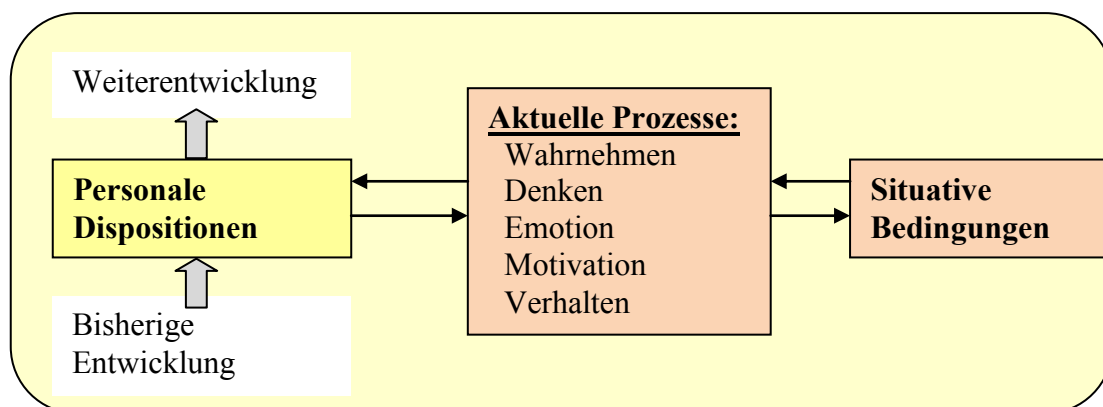 Weiterentwicklung
Personale
Dispositionen
Bisherige
Entwicklung
Aktuelle Prozesse:
Wahrnehmen
Denken
Emotion
Motivation
Verhalten
Situative
Bedingungen